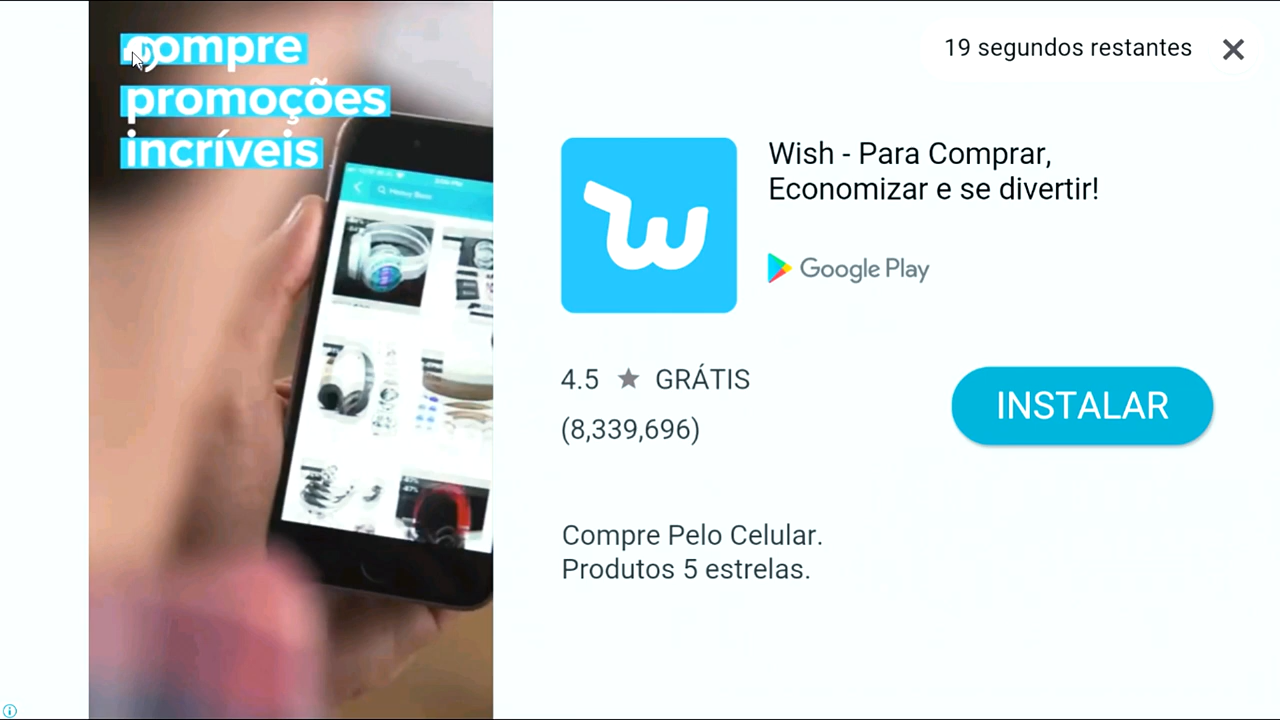 compre
promoções
incríveis
19 segundos restantes
Wish - Para Comprar,
Economizar e se divertir!
Google Play
4.5 ★ GRÁTIS
(8,339,696)
INSTALAR
Compre Pelo Celular.
Produtos 5 estrelas.